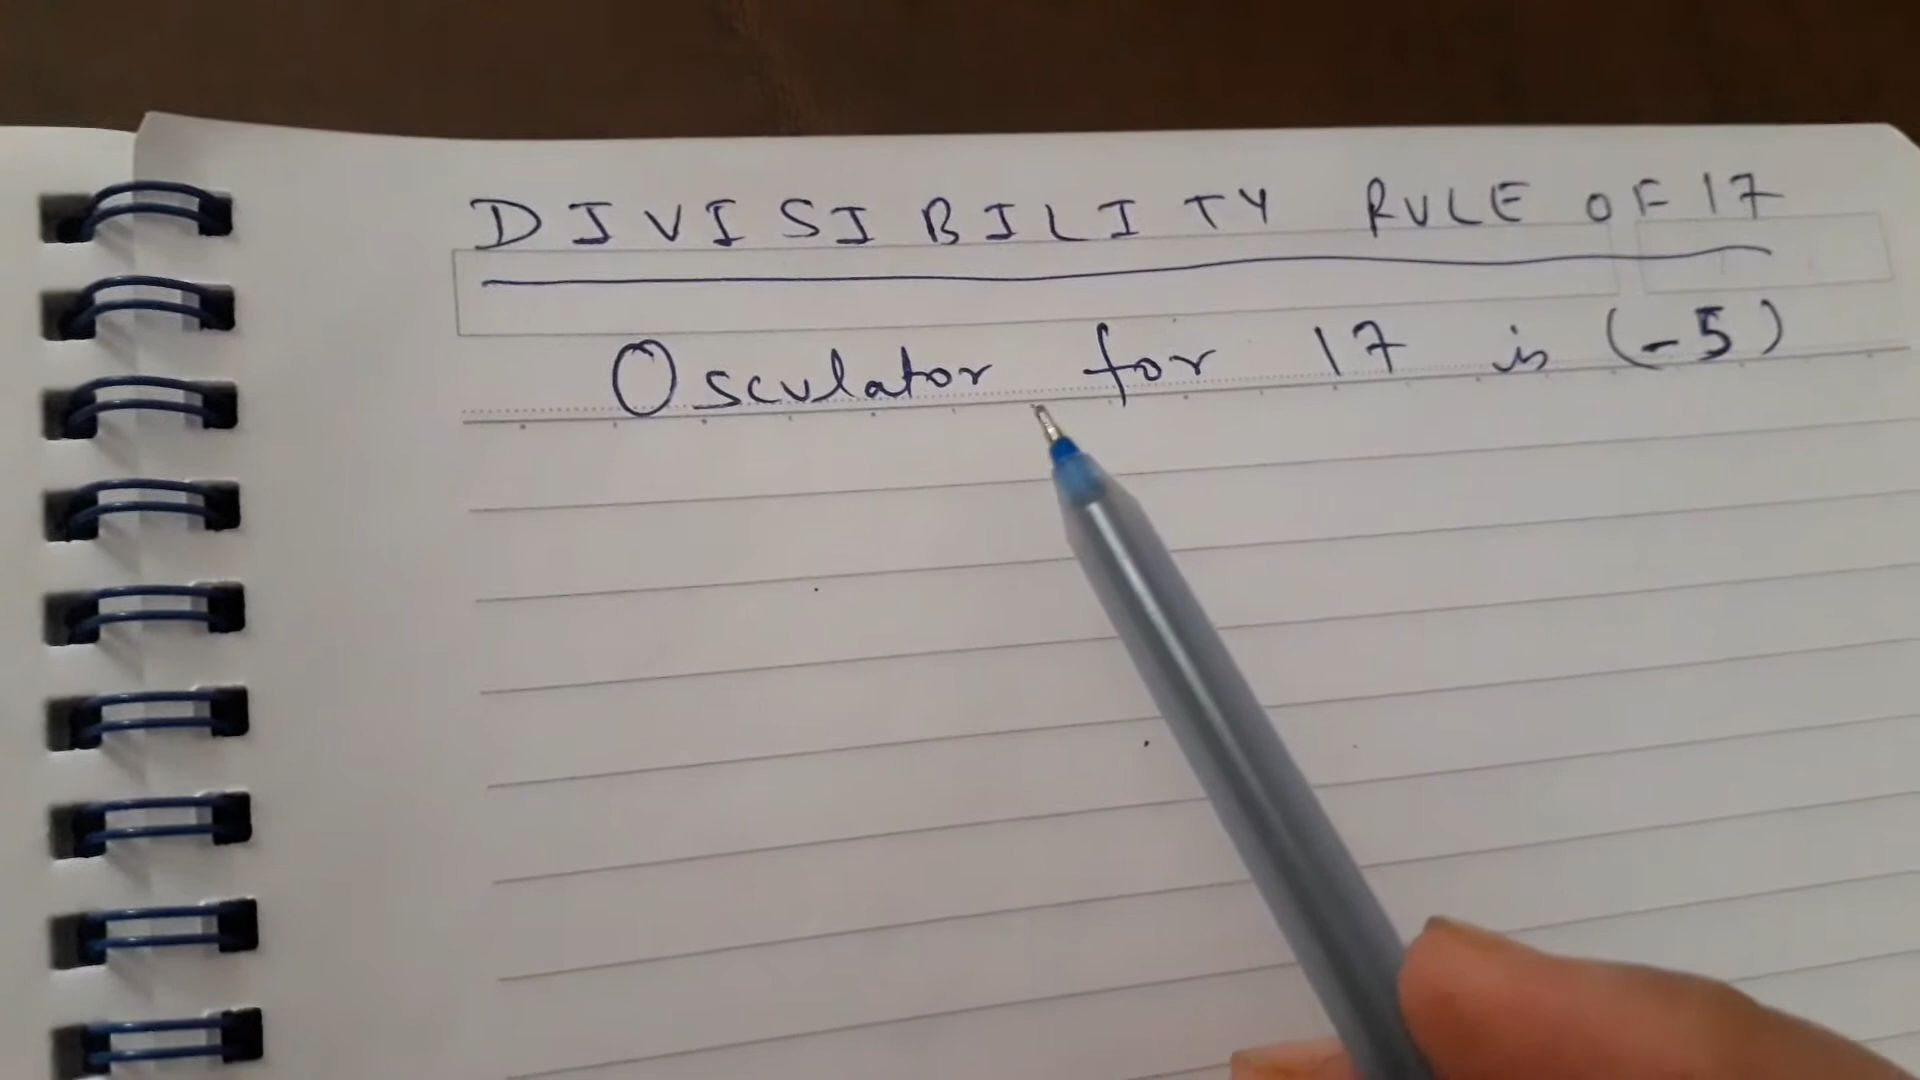 DIVISIBILITY RULE OF 17
Osculator for 17 is (-5)